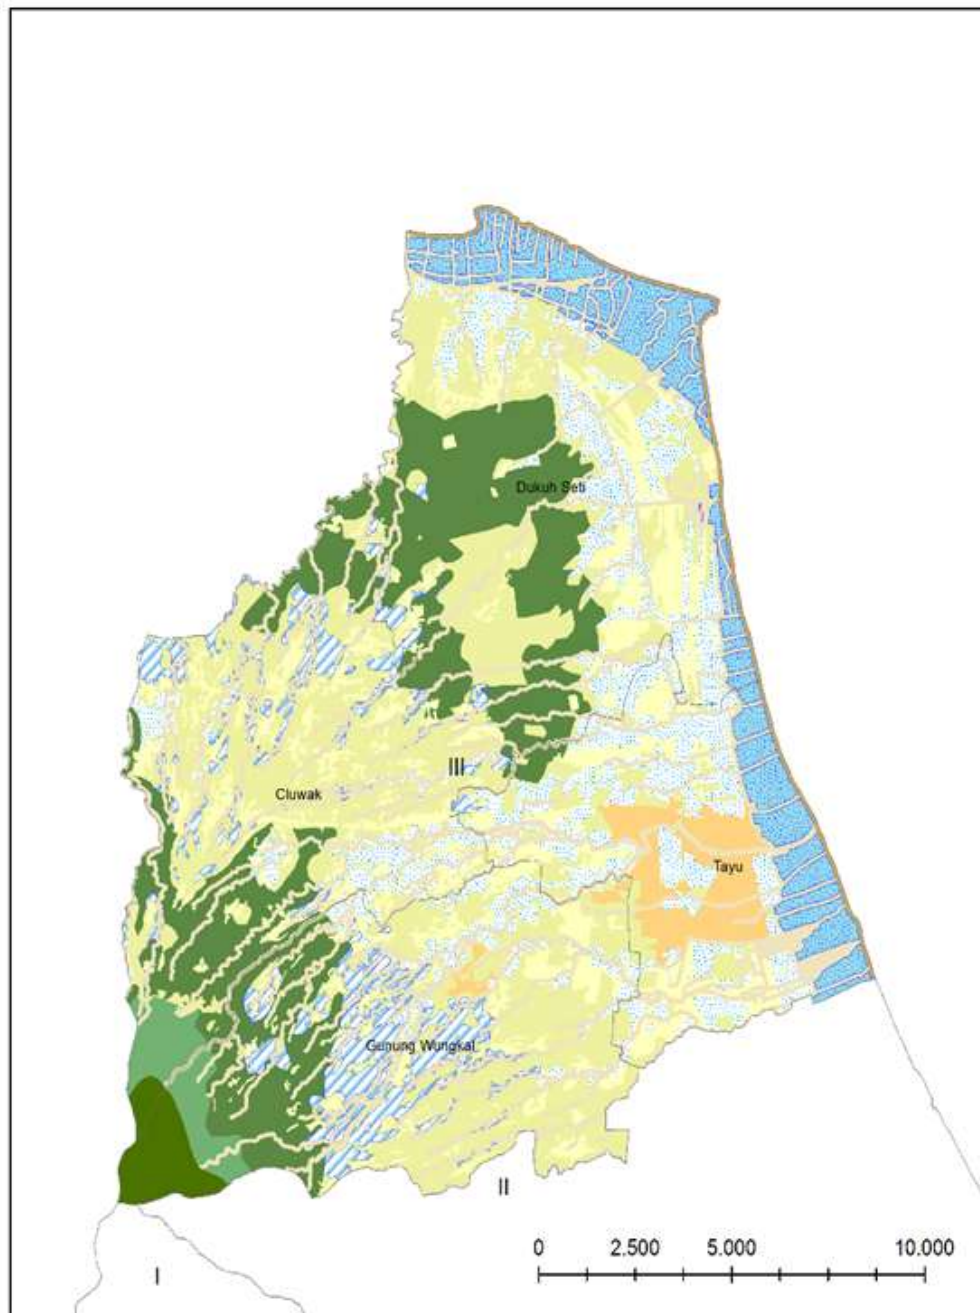 Dukuh Seti
III
Cluwak
Tayu
Gunung Wungkal
II
0 2.500 5.000 10.000
I